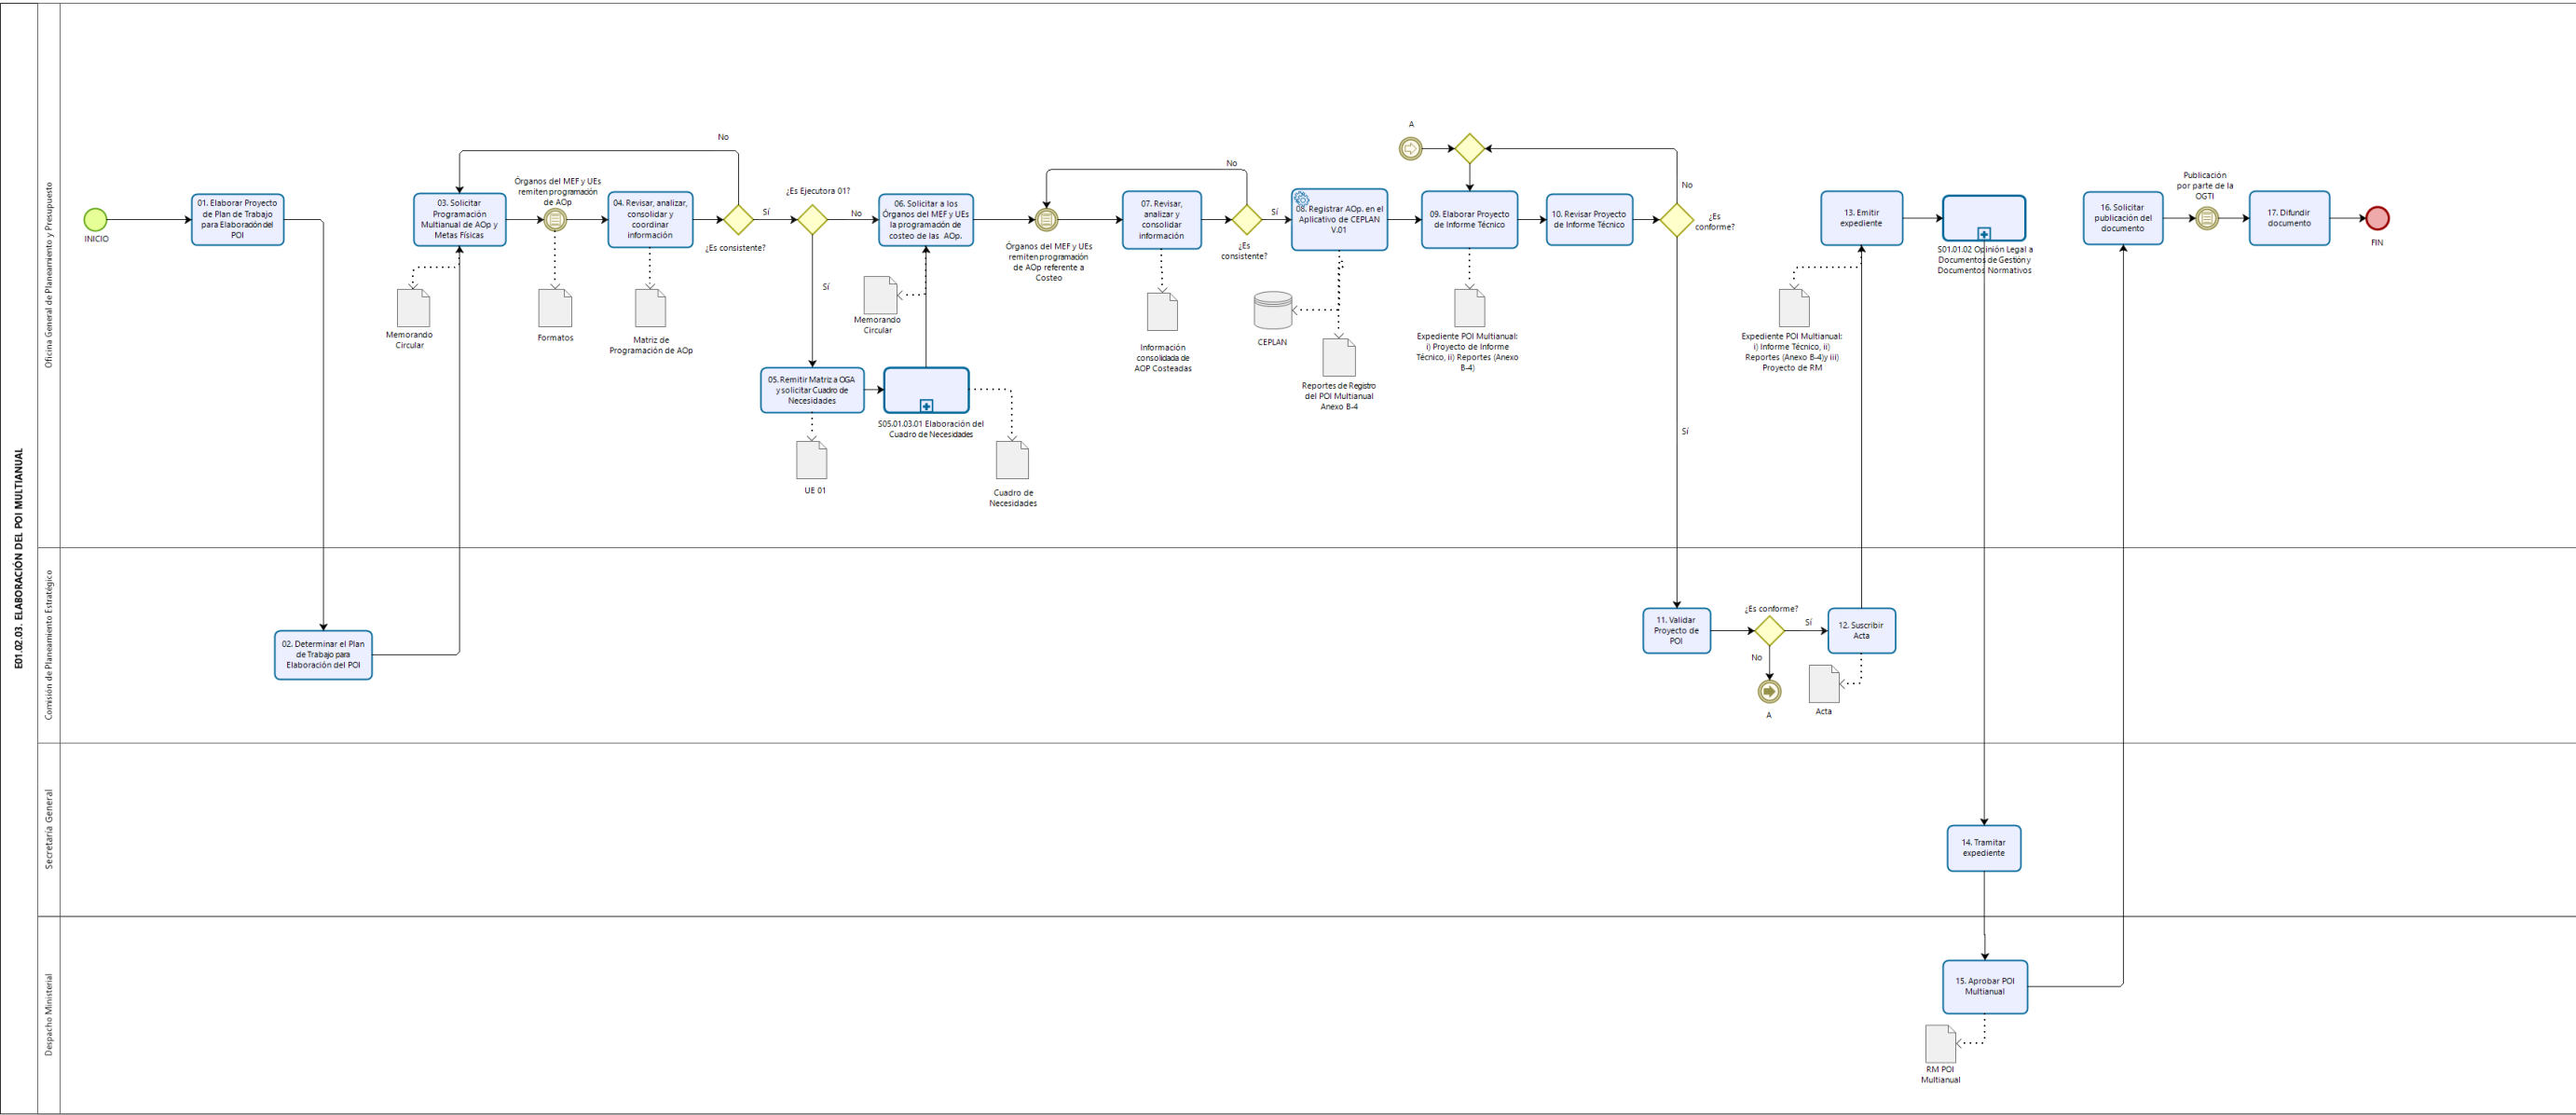 E01.02.03. ELABORACIÓN DEL POI MULTIANUAL
Oficina General de Planeamiento y Presupuesto
INICIO
01. Elaborar Proyecto
de Plan de Trabajo
para Elaboración del
POI
03. Solicitar
Programación
Multianual de AOp y
Metas Físicas
Memorando
Circular
Órganos del MEF y UEs
remiten programación
de AOp
Formatos
04. Revisar, analizar,
consolidar y
coordinar
información
Matriz de
Programación de AOp
No
¿Es consistente?
Sí
¿Es Ejecutora 01?
No
Sí
05. Remitir Matriz a OGA
y solicitar Cuadro de
Necesidades
UE 01
S05.01.03.01 Elaboración del
Cuadro de Necesidades
Cuadro de
Necesidades
06. Solicitar a los
Órganos del MEF y UEs
la programación de
costeo de las AOp.
Memorando
Circular
Órganos del MEF y UEs
remiten programación
de AOp referente a
Costeo
07. Revisar,
analizar y
consolidar
información
Información
consolidada de
AOP Costeadas
No
¿Es
consistente?
Sí
08. Registrar AOp. en el
Aplicativo de CEPLAN
V.01
CEPLAN
Reportes de Registro
del POI Multianual
Anexo B-4
A
09. Elaborar Proyecto
de Informe Técnico
Expediente POI Multianual:
i) Proyecto de Informe
Técnico, ii) Reportes (Anexo
B-4)
10. Revisar Proyecto
de Informe Técnico
No
¿Es
conforme?
Sí
13. Emitir
expediente
Expediente POI Multianual:
i) Informe Técnico, ii)
Reportes (Anexo B-4)y iii)
Proyecto de RM
S01.01.02 Opinión Legal a
Documentos de Gestión y
Documentos Normativos
16. Solicitar
publicación del
documento
Publicación
por parte de la
OGTI
17. Difundir
documento
FIN
Comisión de Planeamiento Estratégico
02. Determinar el Plan
de Trabajo para
Elaboración del POI
11. Validar
Proyecto de
POI
¿Es conforme?
Sí
No
A
12. Suscribir
Acta
Acta
Secretaría General
14. Tramitar
expediente
Despacho Ministerial
15. Aprobar POI
Multianual
RM POI
Multianual